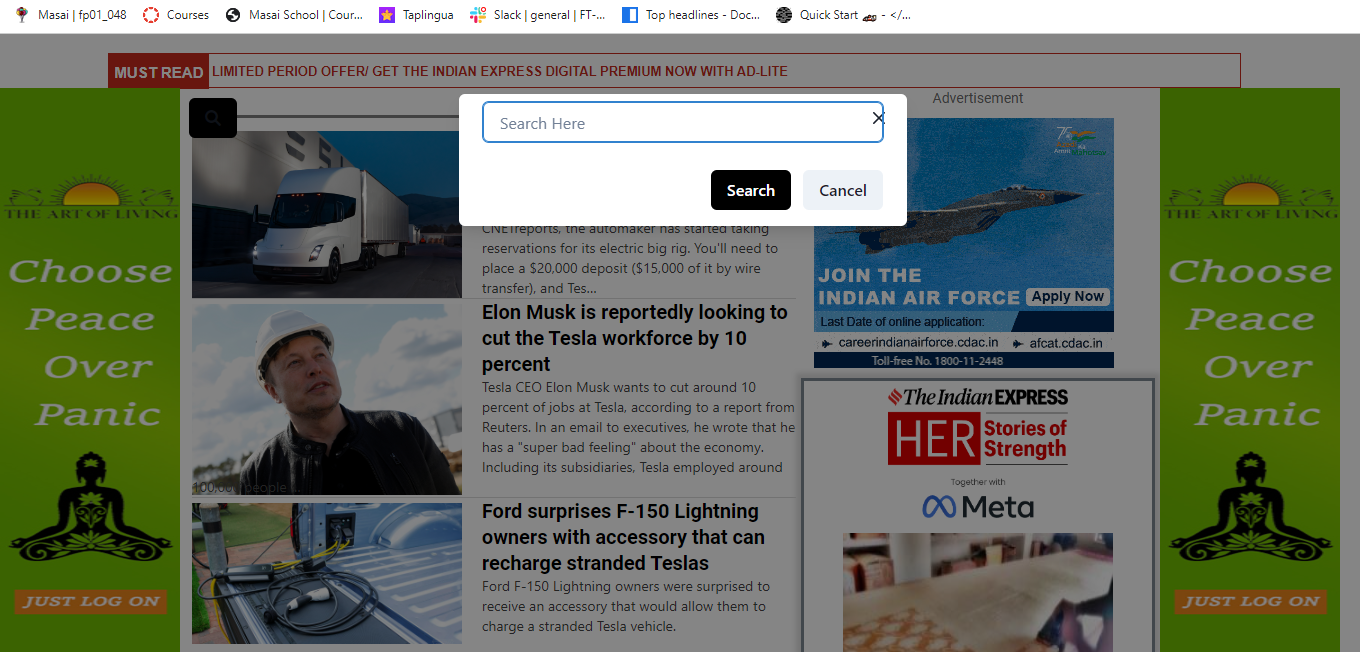 Masai | fp01_048
Courses
Masai School | Cour...
Taplingua
Slack | general | FT-...
Top headlines - Doc...
Quick Start 🏎️ - </...
MUST READ
LIMITED PERIOD OFFER/ GET THE INDIAN EXPRESS DIGITAL PREMIUM NOW WITH AD-LITE
Search Here
Search
Cancel
THE ART OF LIVING
Choose
Peace
Over
Panic
JUST LOG ON
CNETreports, the automaker has started taking
reservations for its electric big rig. You'll need to
place a $20,000 deposit ($15,000 of it by wire
transfer), and Tes...
Elon Musk is reportedly looking to
cut the Tesla workforce by 10
percent
Tesla CEO Elon Musk wants to cut around 10
percent of jobs at Tesla, according to a report from
Reuters. In an email to executives, he wrote that he
has a "super bad feeling" about the economy.
Including its subsidiaries, Tesla employed around
Ford surprises F-150 Lightning
owners with accessory that can
recharge stranded Teslas
Ford F-150 Lightning owners were surprised to
receive an accessory that would allow them to
charge a stranded Tesla vehicle.
Advertisement
JOIN THE
INDIAN AIR FORCE
Apply Now
Last Date of online application:
careerindianairforce.cdac.in
afcat.cdac.in
Toll-free No. 1800-11-2448
The Indian EXPRESS
HER
Stories of
Strength
Together with
Meta
THE ART OF LIVING
Choose
Peace
Over
Panic
JUST LOG ON